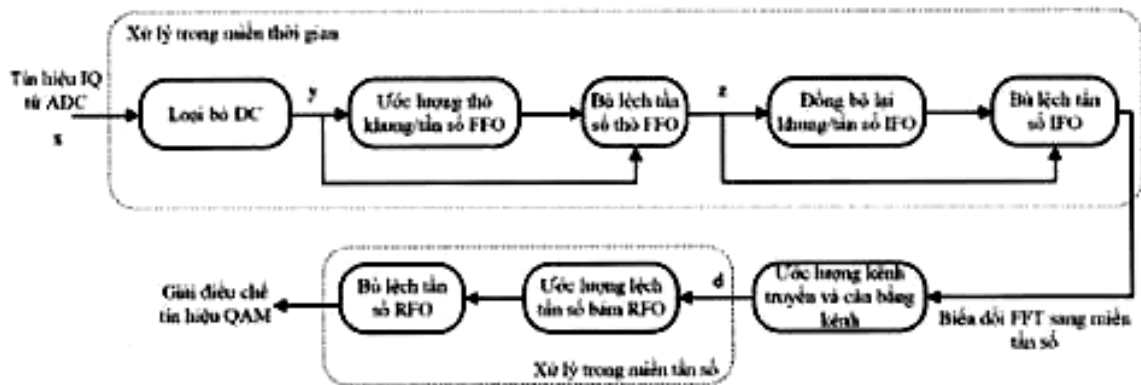 Xử lý trong miền thời gian
Tín hiệu IQ
từ ADC
x
Loại bỏ DC
y
Ước lượng thô
khung/tần số FFO
Bù lệch tần
số thô FFO
z
Đồng bộ lại
khung/tần số IFO
Bù lệch tần
số IFO
Giải điều chế
tín hiệu QAM
Bù lệch tần
số RFO
Ước lượng lệch
tần số bám RFO
d
Ước lượng kênh
truyền và cân bằng
kênh
Biến đổi FFT sang miền
tần số
Xử lý trong miền tần số